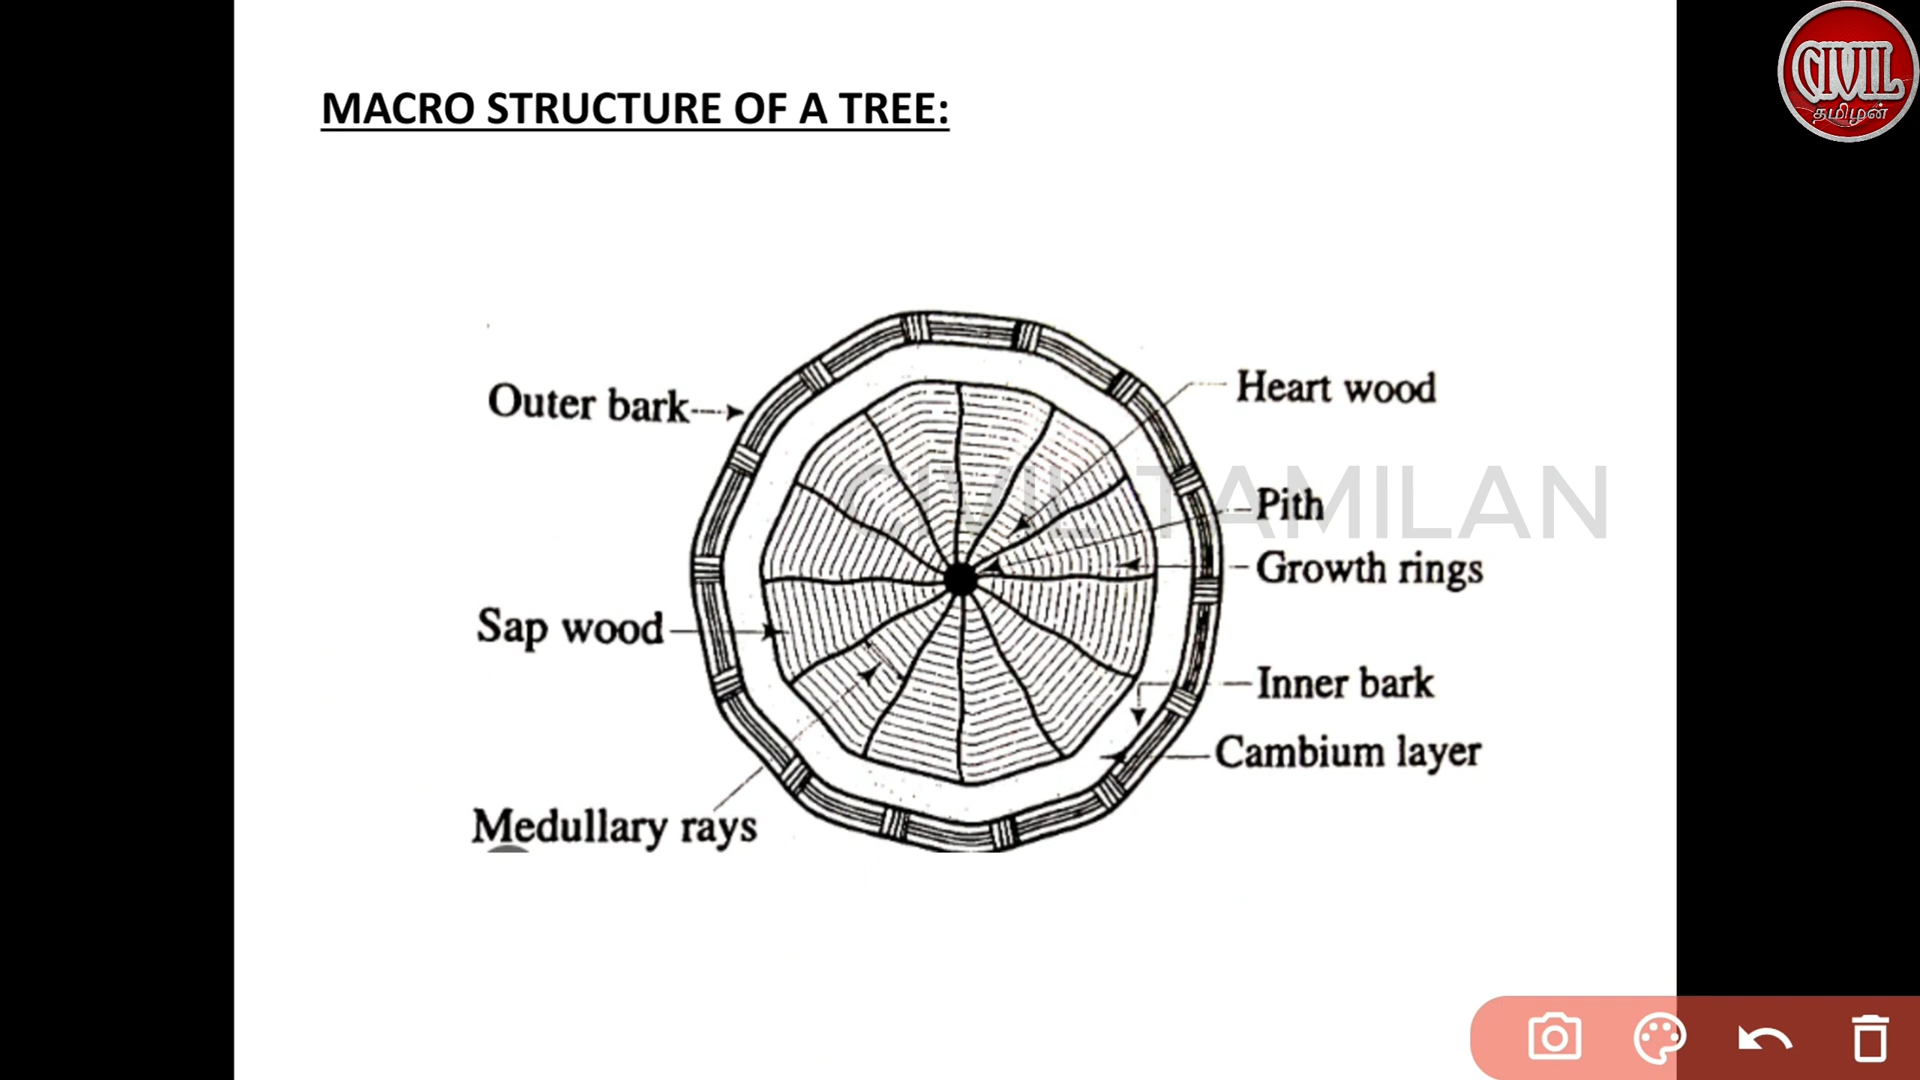 CIVIL
தமிழன்
MACRO STRUCTURE OF A TREE:
Outer bark
Heart wood
CIVIL TAMILAN
Pith
Growth rings
Sap wood
Inner bark
Cambium layer
Medullary rays